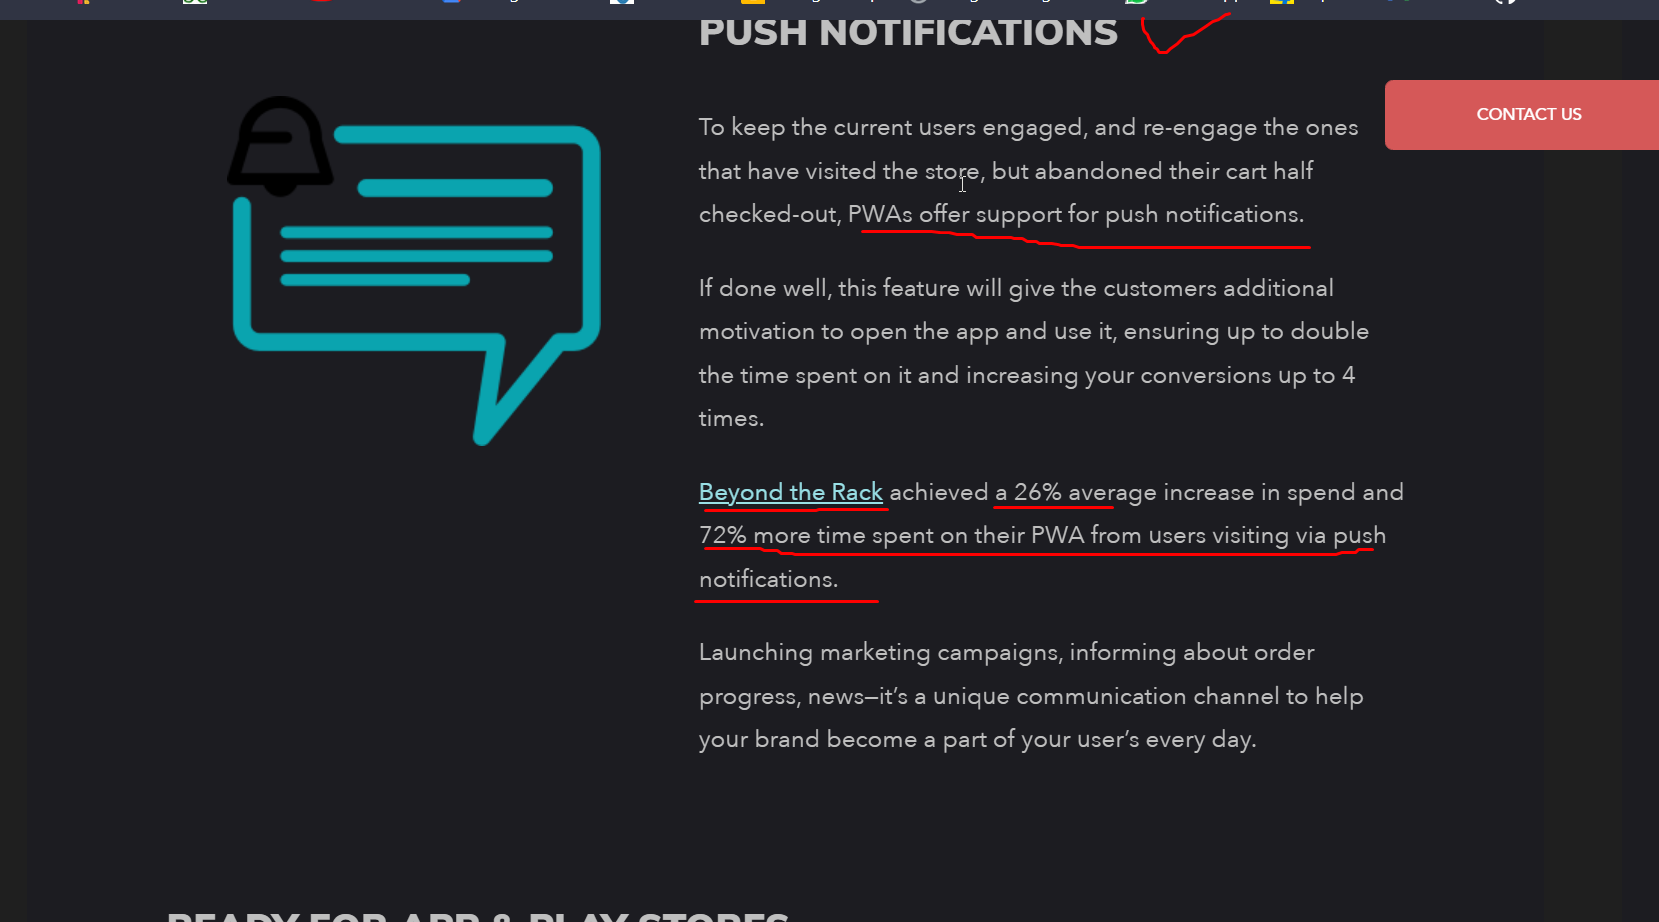 PUSH NOTIFICATIONS
CONTACT US
To keep the current users engaged, and re-engage the ones
that have visited the store, but abandoned their cart half
checked-out, PWAs offer support for push notifications.
If done well, this feature will give the customers additional
motivation to open the app and use it, ensuring up to double
the time spent on it and increasing your conversions up to 4
times.
Beyond the Rack achieved a 26% average increase in spend and
72% more time spent on their PWA from users visiting via push
notifications.
Launching marketing campaigns, informing about order
progress, news—it’s a unique communication channel to help
your brand become a part of your user’s every day.
READY FOR APP & PLAY STORES